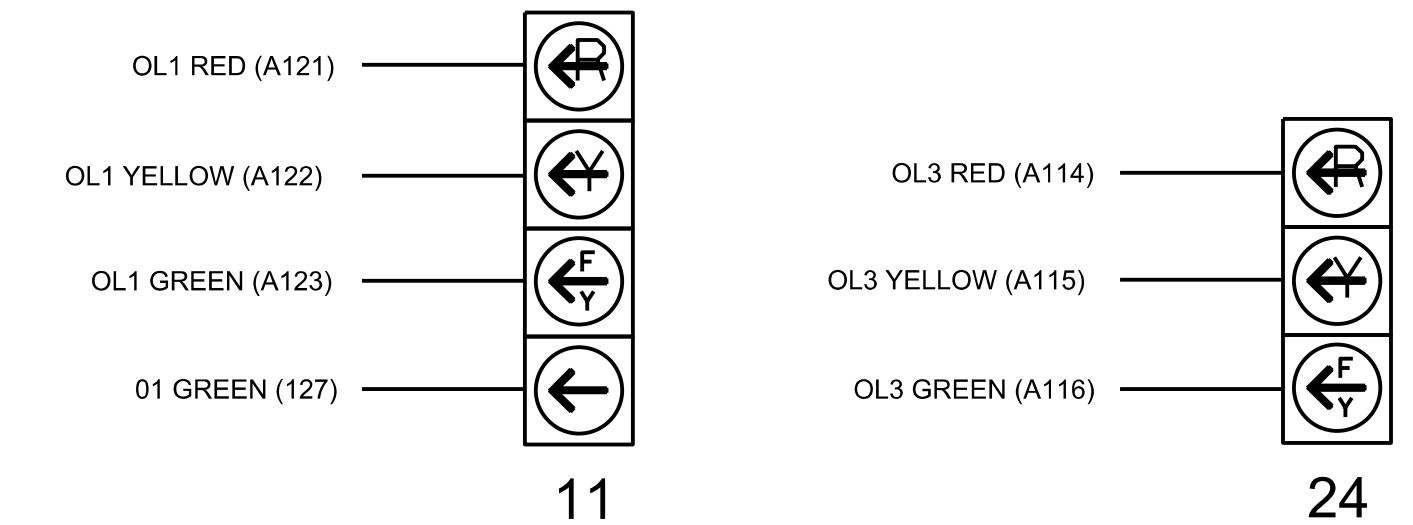 OL1 RED (A121)
R
OL1 YELLOW (A122)
Y
OL1 GREEN (A123)
F
Y
01 GREEN (127)
11
OL3 RED (A114)
R
OL3 YELLOW (A115)
Y
OL3 GREEN (A116)
F
Y
24